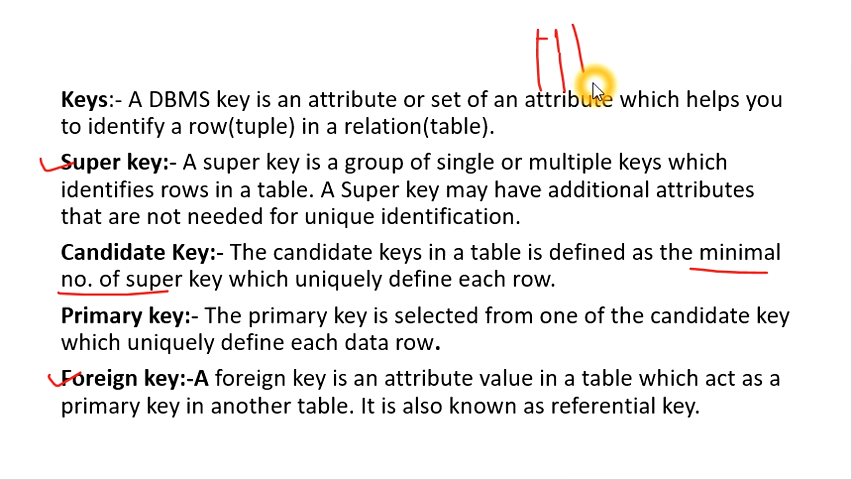 Keys:- A DBMS key is an attribute or set of an attribute which helps you
to identify a row(tuple) in a relation(table).
Super key:- A super key is a group of single or multiple keys which
identifies rows in a table. A Super key may have additional attributes
that are not needed for unique identification.
Candidate Key:- The candidate keys in a table is defined as the minimal
no. of super key which uniquely define each row.
Primary key:- The primary key is selected from one of the candidate key
which uniquely define each data row.
Foreign key:-A foreign key is an attribute value in a table which act as a
primary key in another table. It is also known as referential key.